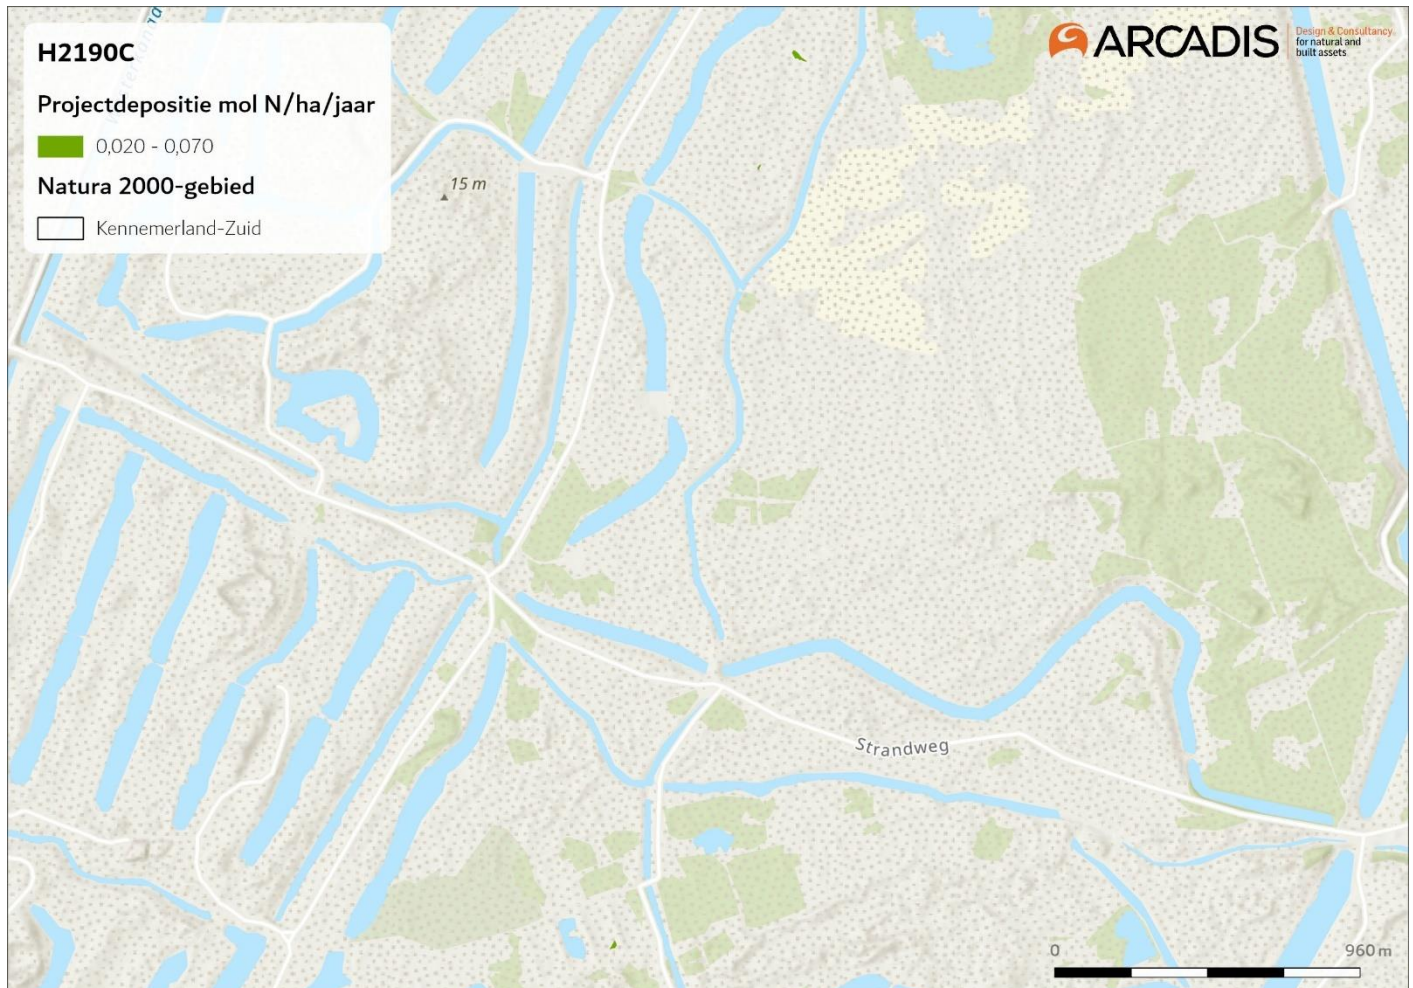 H2190C
Projectdepositie mol N/ha/jaar
0,020 - 0,070
Natura 2000-gebied
Kennemerland-Zuid
ARCADIS
Design & Consultancy
for natural and
built assets
15 m
Strandweg
0 960 m